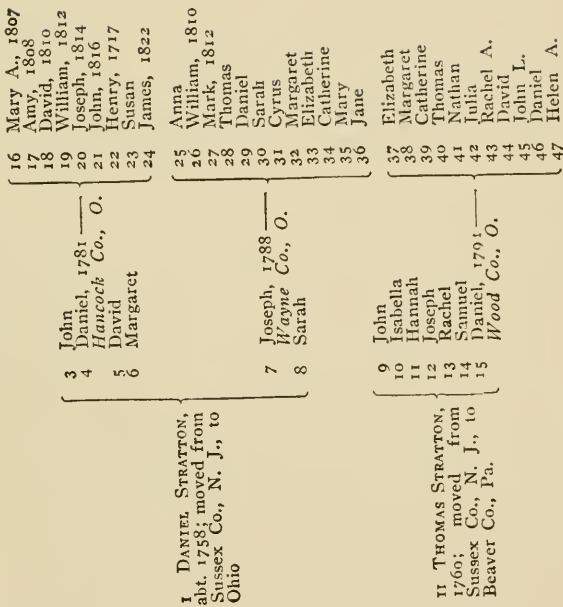 I DANIEL STRATTON,
abt. 1758; moved from
Sussex Co., N. J., to
Ohio
3 John
4 Daniel, 1781
Hancock Co., O.
5 David
6 Margaret
7 Joseph, 1788
Wayne Co., O.
8 Sarah
16 Mary A., 1807
17 Amy, 1808
18 David, 1810
19 William, 1812
20 Joseph, 1814
21 John, 1816
22 Henry, 1717
23 Susan
24 James, 1822
25 Anna
26 William, 1810
27 Mark, 1812
28 Thomas
29 Daniel
30 Sarah
31 Cyrus
32 Margaret
33 Elizabeth
34 Catherine
35 Mary
36 Jane
II THOMAS STRATTON,
1760; moved from
Sussex Co., N. J., to
Beaver Co., Pa.
9 John
10 Isabella
11 Hannah
12 Joseph
13 Rachel
14 Samuel
15 Daniel, 1791
Wood Co., O.
37 Elizabeth
38 Margaret
39 Catherine
40 Thomas
41 Nathan
42 Julia
43 Rachel A.
44 David
45 John L.
46 Daniel
47 Helen A.